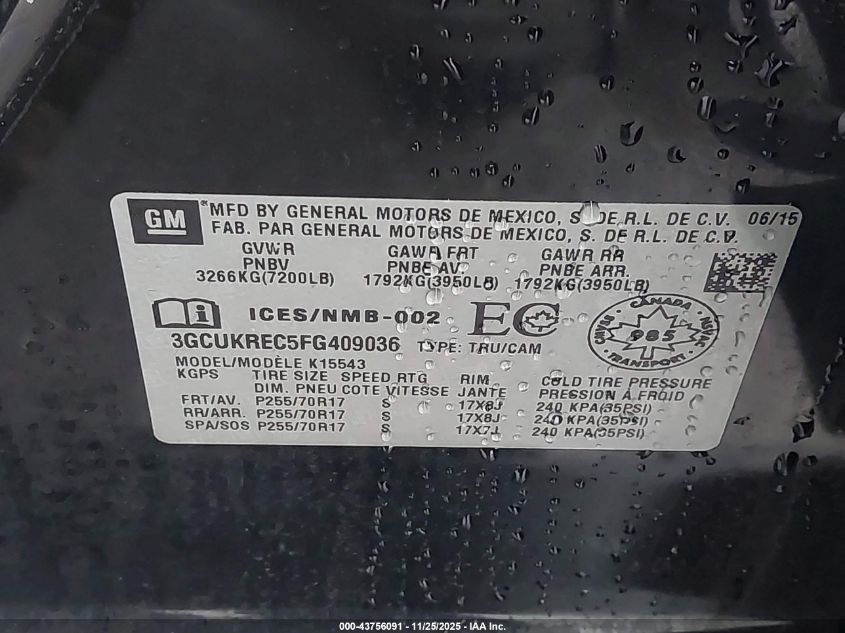 GM® MFD BY GENERAL MOTORS DE MEXICO, S. DE R.L. DE C.V. 06/15
FAB. PAR GENERAL MOTORS DE MEXICO, S. DE R.L. DE C.V.
GVWR GAWR FRT GAWR RR
PNBV PNBE AV. PNBE ARR.
3266KG(7200LB) 1792KG(3950LB) 1792KG(3950LB)
i ICES/NMB-002 EC CANADA
985
TRANSPORT
3GCUKREC5FG409036 TYPE: TRU/CAM
MODEL/MODÈLE K15543
KGPS TIRE SIZE SPEED RTG RIM COLD TIRE PRESSURE
DIM. PNEU COTE VITESSE JANTE PRESSION À FROID
FRT/AV. P255/70R17 S 17X8J 240 KPA(35PSI)
RR/ARR. P255/70R17 S 17X8J 240 KPA(35PSI)
SPA/SOS P255/70R17 S 17X7J 240 KPA(35PSI)
000-43756091 - 11/25/2025 - IAA Inc.